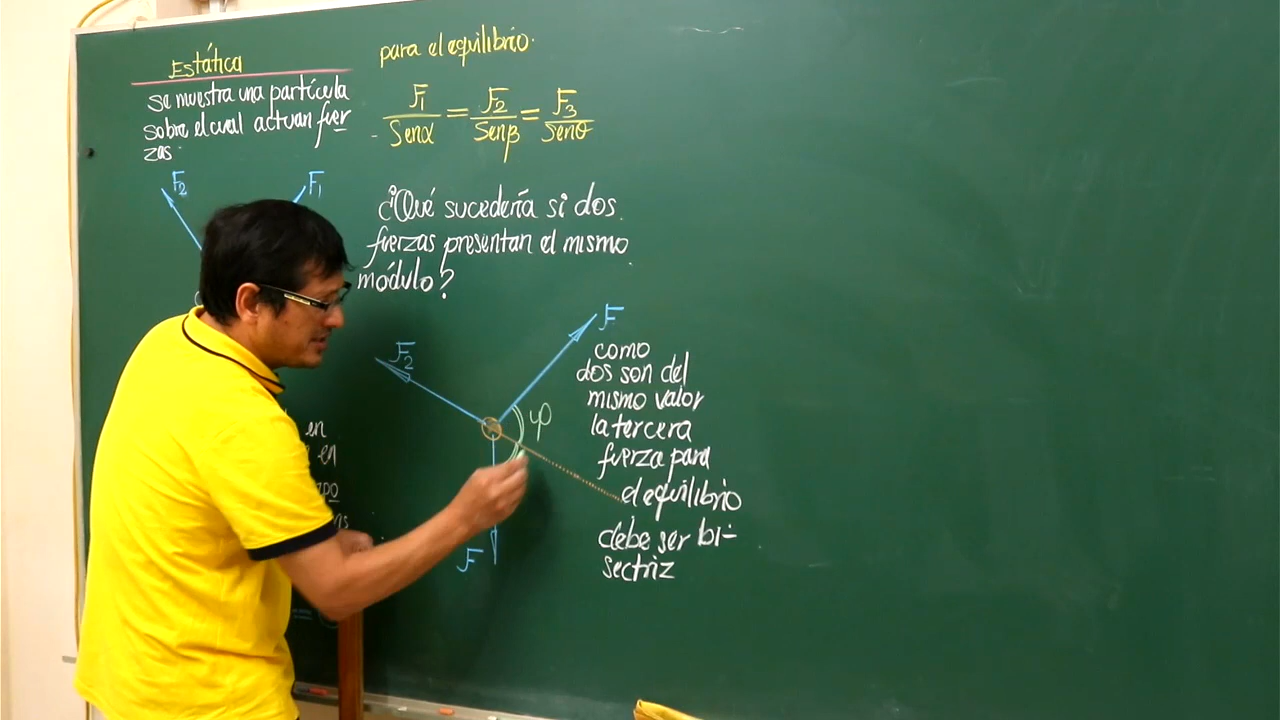 Estática
se muestra una partícula
sobre el cual actuan fuer
zas
F2
F1
en
en
para el equilibrio.
F1/Senα = F2/Senβ = F3/Senθ
¿Qué sucedería si dos
fuerzas presentan el mismo
módulo?
F2
F
φ
F
como
dos son del
mismo valor
la tercera
fuerza para
el equilibrio
debe ser bi-
sectriz